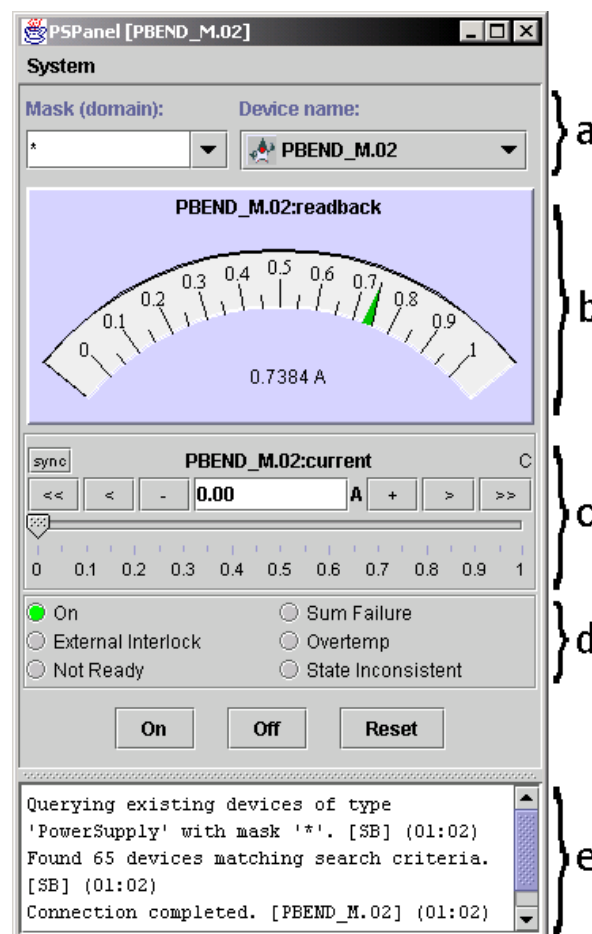 PSPanel [PBEND_M.02]
System
Mask (domain): Device name:
* PBEND_M.02
a
PBEND_M.02:readback
0 0.1 0.2 0.3 0.4 0.5 0.6 0.7 0.8 0.9 1
0.7384 A
b
sync PBEND_M.02:current C
<< < - 0.00 A + > >>
0 0.1 0.2 0.3 0.4 0.5 0.6 0.7 0.8 0.9 1
c
On Sum Failure
External Interlock Overtemp
Not Ready State Inconsistent
d
On Off Reset
Querying existing devices of type
'PowerSupply' with mask '*'. [SB] (01:02)
Found 65 devices matching search criteria.
[SB] (01:02)
Connection completed. [PBEND_M.02] (01:02)
e